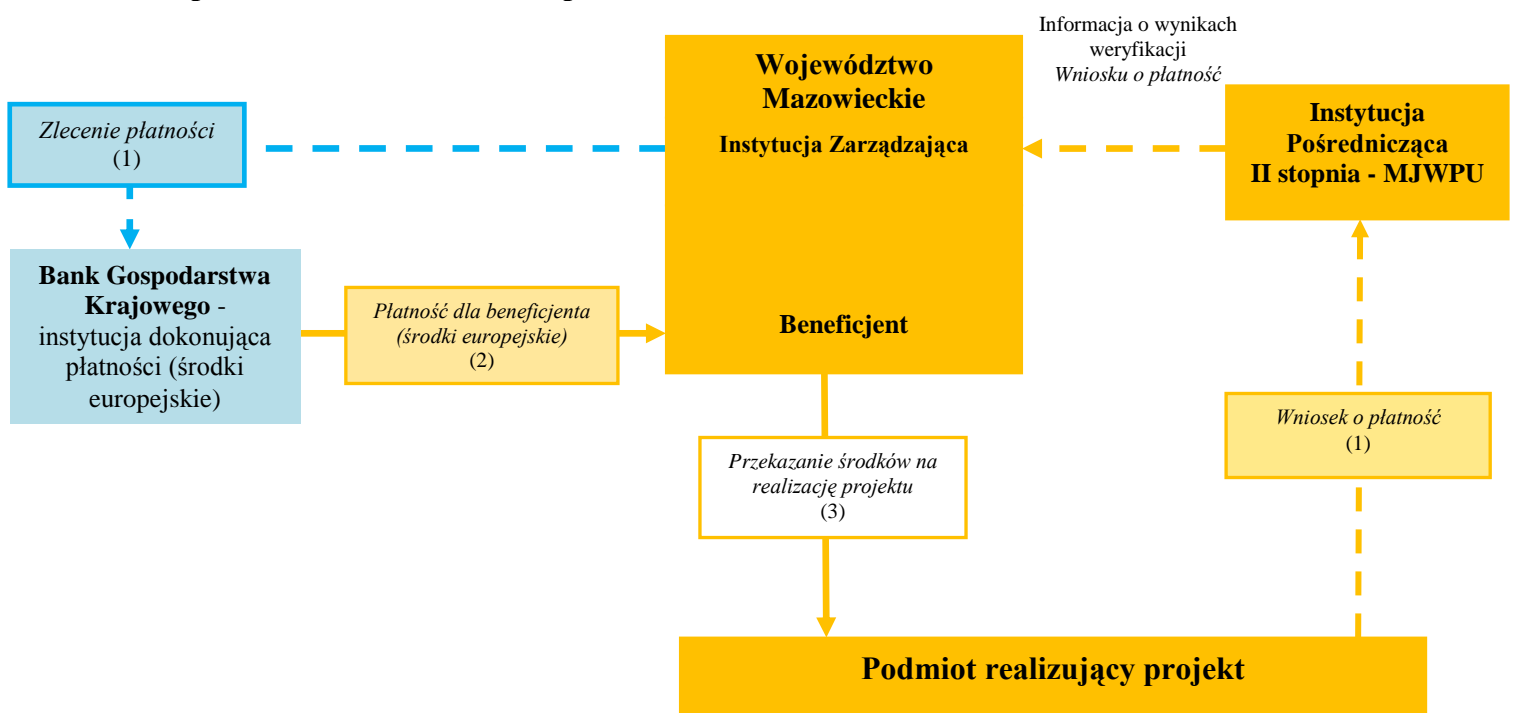 Informacja o wynikach
weryfikacji
Wniosku o płatność
Województwo
Mazowieckie
Instytucja Zarządzająca
Beneficjent
Instytucja
Pośrednicząca
II stopnia - MJWPU
Zlecenie płatności
(1)
Bank Gospodarstwa
Krajowego -
instytucja dokonująca
płatności (środki
europejskie)
Płatność dla beneficjenta
(środki europejskie)
(2)
Przekazanie środków na
realizację projektu
(3)
Wniosek o płatność
(1)
Podmiot realizujący projekt